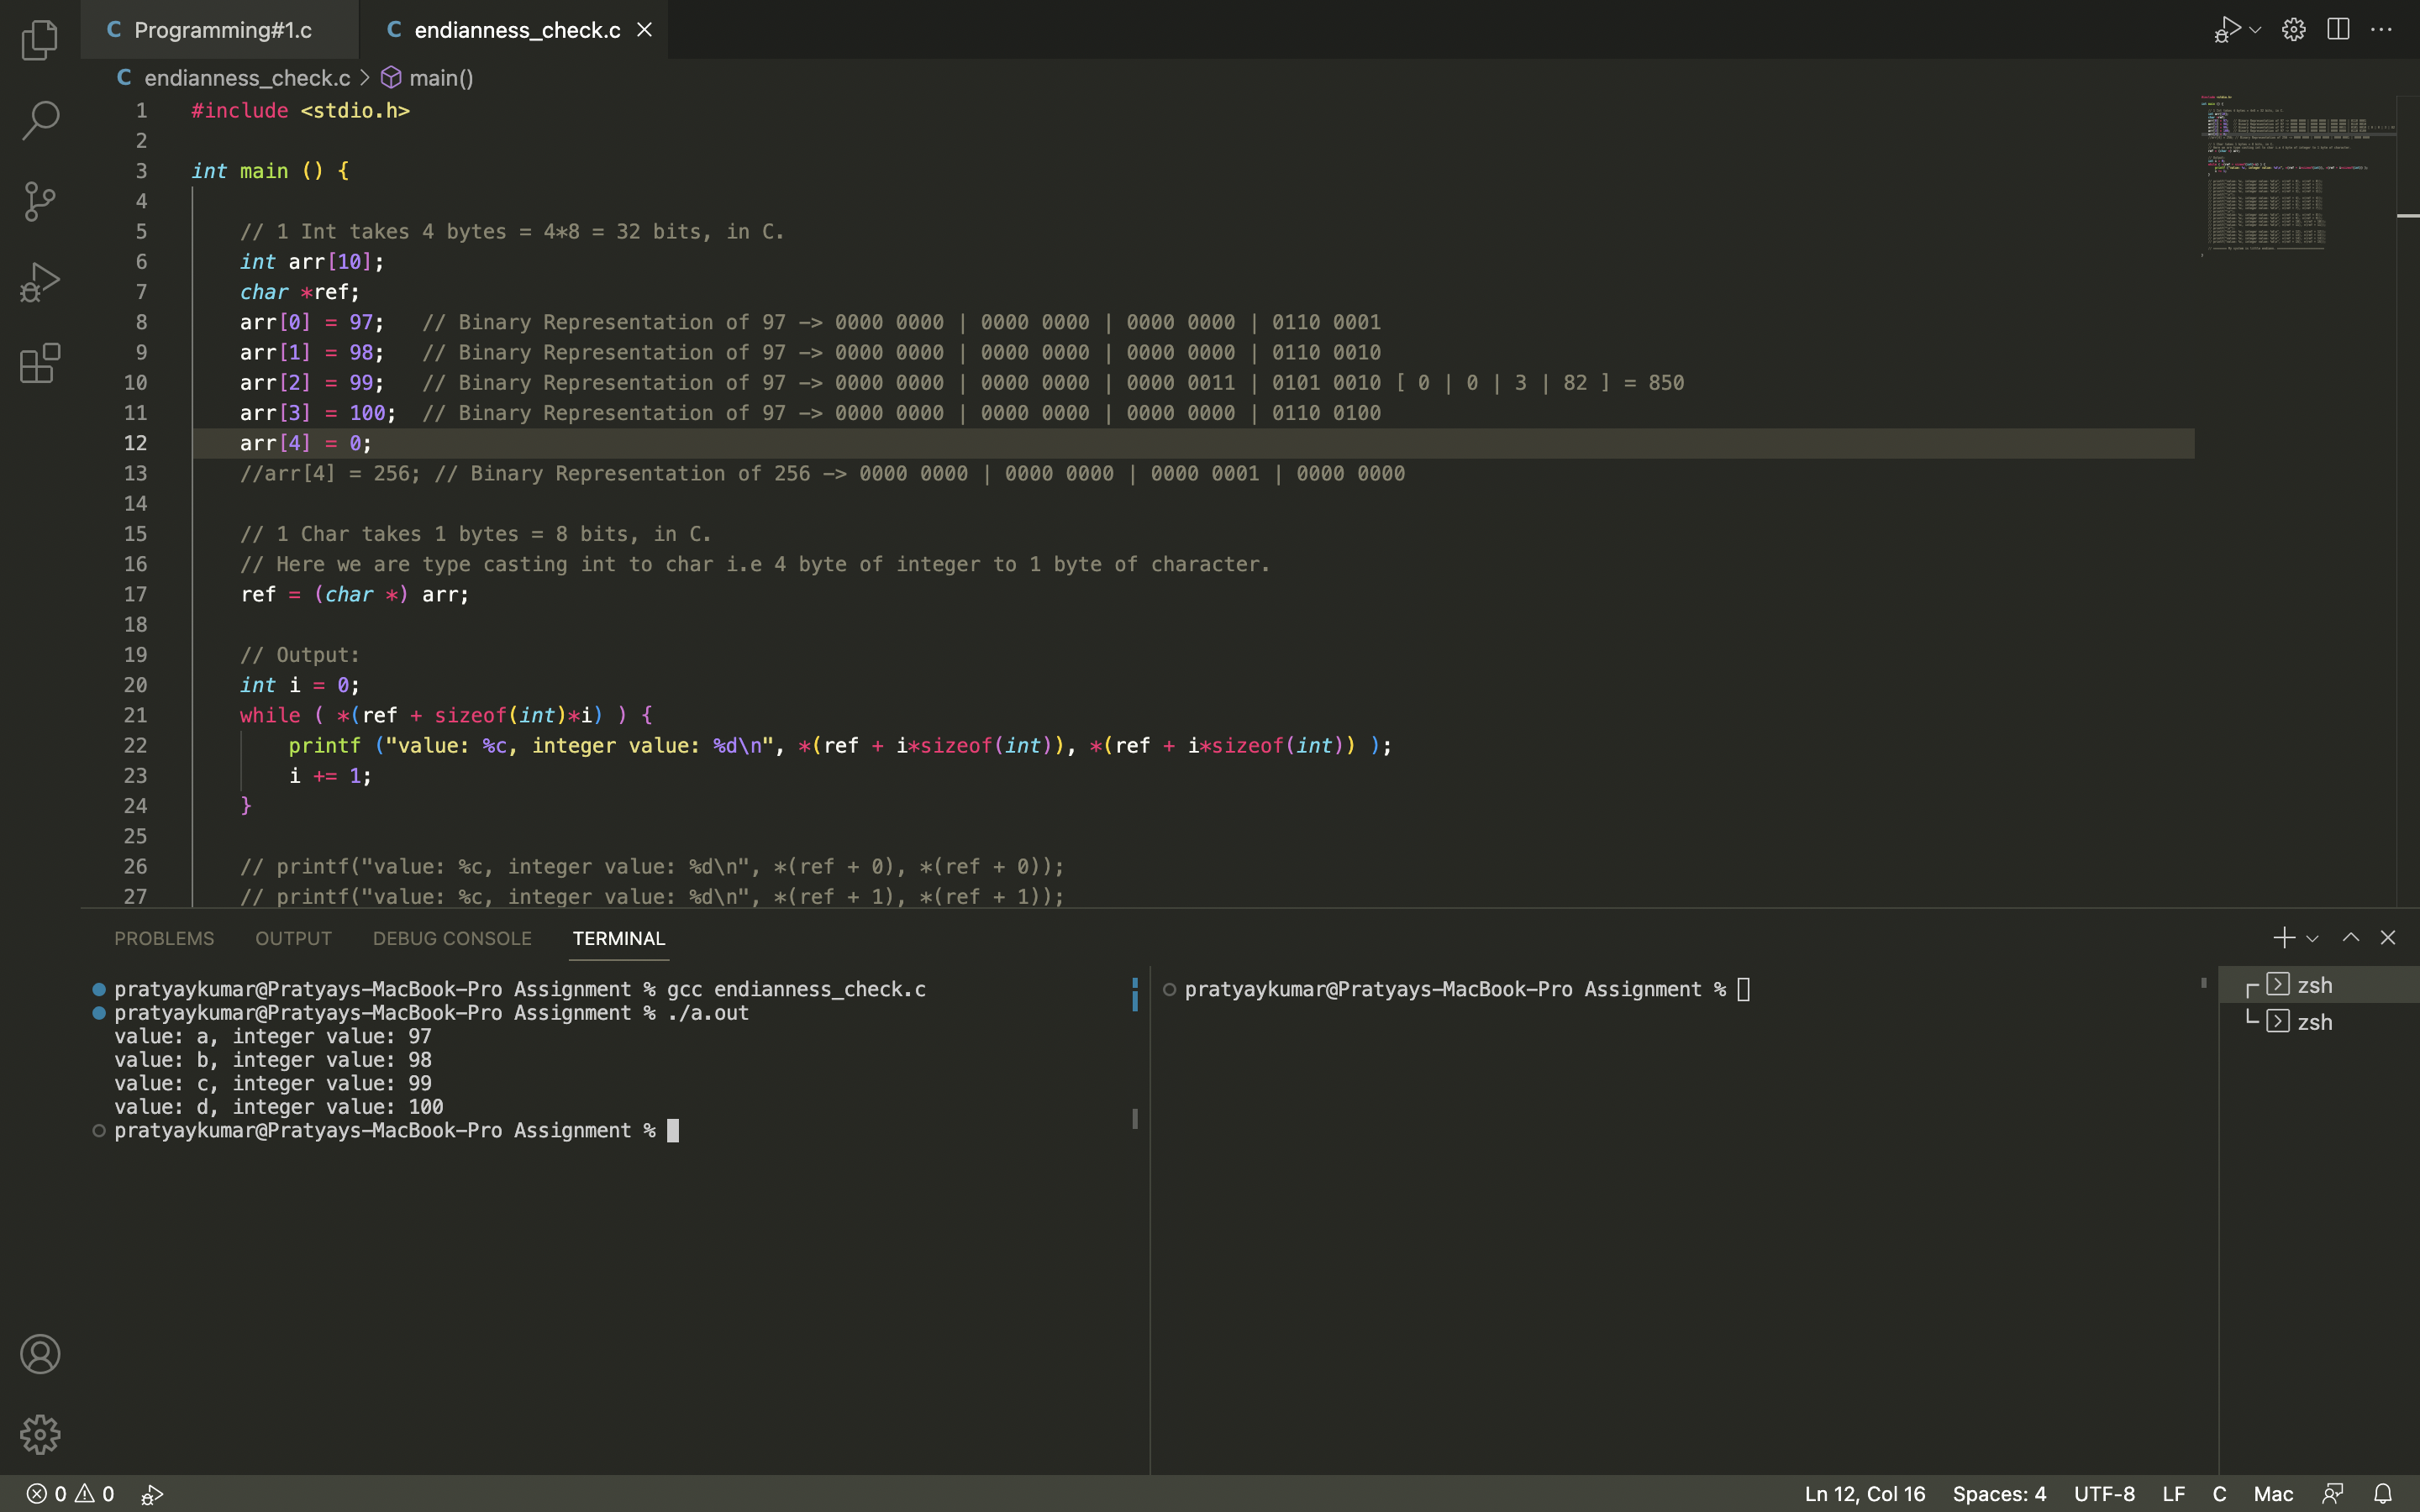 C Programming#1.c
C endianness_check.c
C endianness_check.c > main()
1 #include <stdio.h>
2
3 int main () {
4
5 // 1 Int takes 4 bytes = 4*8 = 32 bits, in C.
6 int arr[10];
7 char *ref;
8 arr[0] = 97; // Binary Representation of 97 -> 0000 0000 | 0000 0000 | 0000 0000 | 0110 0001
9 arr[1] = 98; // Binary Representation of 97 -> 0000 0000 | 0000 0000 | 0000 0000 | 0110 0010
10 arr[2] = 99; // Binary Representation of 97 -> 0000 0000 | 0000 0000 | 0000 0011 | 0101 0010 [ 0 | 0 | 3 | 82 ] = 850
11 arr[3] = 100; // Binary Representation of 97 -> 0000 0000 | 0000 0000 | 0000 0000 | 0110 0100
12 arr[4] = 0;
13 //arr[4] = 256; // Binary Representation of 256 -> 0000 0000 | 0000 0000 | 0000 0001 | 0000 0000
14
15 // 1 Char takes 1 bytes = 8 bits, in C.
16 // Here we are type casting int to char i.e 4 byte of integer to 1 byte of character.
17 ref = (char *) arr;
18
19 // Output:
20 int i = 0;
21 while ( *(ref + sizeof(int)*i) ) {
22 printf ("value: %c, integer value: %d\n", *(ref + i*sizeof(int)), *(ref + i*sizeof(int)) );
23 i += 1;
24 }
25
26 // printf("value: %c, integer value: %d\n", *(ref + 0), *(ref + 0));
27 // printf("value: %c, integer value: %d\n", *(ref + 1), *(ref + 1));
PROBLEMS OUTPUT DEBUG CONSOLE TERMINAL
pratyaykumar@Pratyays-MacBook-Pro Assignment % gcc endianness_check.c
pratyaykumar@Pratyays-MacBook-Pro Assignment % ./a.out
value: a, integer value: 97
value: b, integer value: 98
value: c, integer value: 99
value: d, integer value: 100
pratyaykumar@Pratyays-MacBook-Pro Assignment %
pratyaykumar@Pratyays-MacBook-Pro Assignment %
zsh
zsh
0 0
Ln 12, Col 16 Spaces: 4 UTF-8 LF C Mac